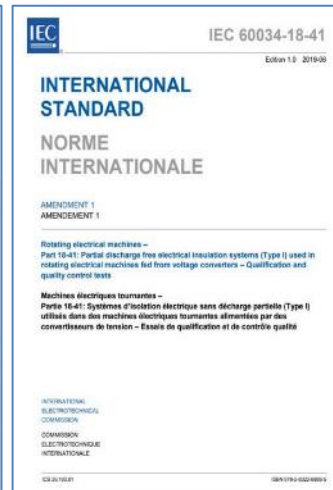 IEC
IEC 60034-18-41
Edition 1.0 2019-06
INTERNATIONAL
STANDARD
NORME
INTERNATIONALE
AMENDMENT 1
AMENDEMENT 1
Rotating electrical machines –
Part 18-41: Partial discharge free electrical insulation systems (Type I) used in
rotating electrical machines fed from voltage converters – Qualification and
quality control tests
Machines électriques tournantes –
Partie 18-41: Systèmes d'isolation électrique sans décharge partielle (Type I)
utilisés dans des machines électriques tournantes alimentées par des
convertisseurs de tension – Essais de qualification et de contrôle qualité
INTERNATIONAL
ELECTROTECHNICAL
COMMISSION
COMMISSION
ELECTROTECHNIQUE
INTERNATIONALE